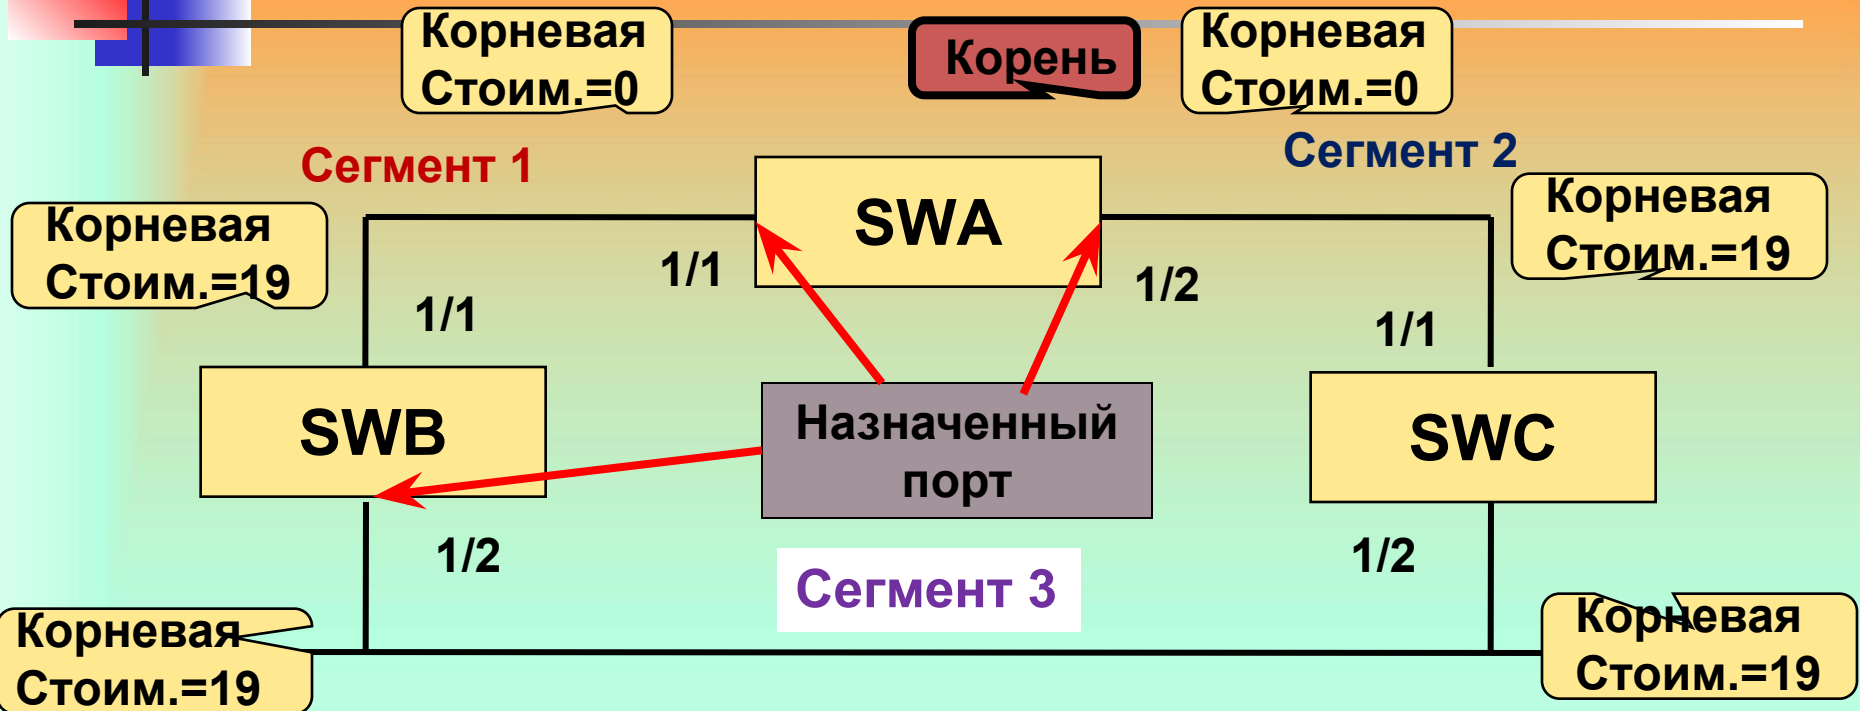 Корневая
Стоим.=0
Корень
Корневая
Стоим.=0
Сегмент 1
Сегмент 2
Корневая
Стоим.=19
SWA
Корневая
Стоим.=19
1/1
1/1
1/2
1/1
SWB
Назначенный
порт
SWC
1/2
Сегмент 3
1/2
Корневая
Стоим.=19
Корневая
Стоим.=19